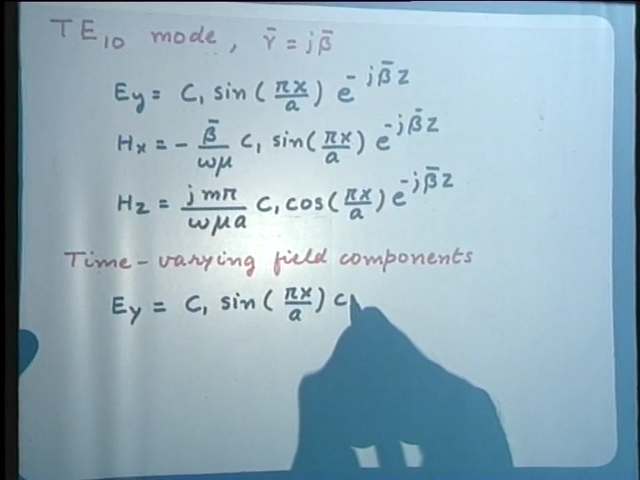 TE₁₀ mode, γ̄ = jβ̄
Ey = C₁ sin(πx/a) e^-jβ̄z
Hx = - β̄/ωμ C₁ sin(πx/a) e^-jβ̄z
Hz = jmπ/ωμa C₁ cos(πx/a) e^-jβ̄z
Time-varying field components
Ey = C₁ sin(πx/a) c